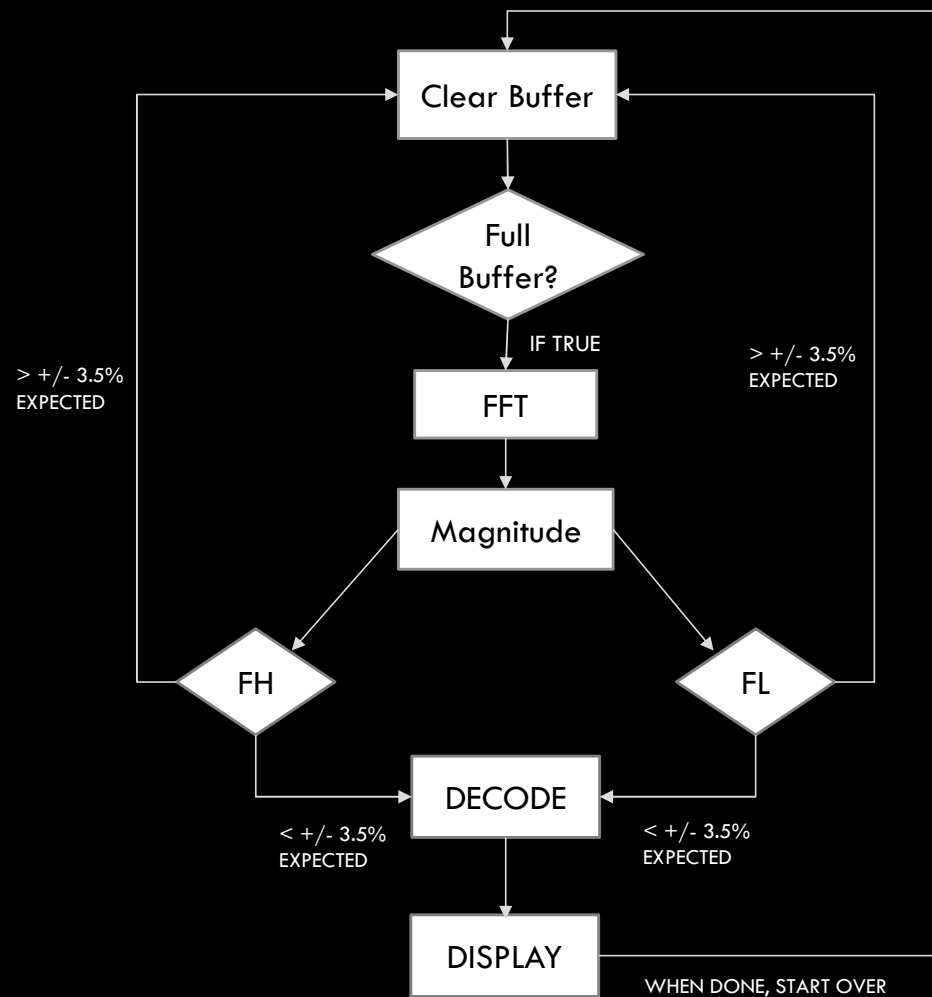 Clear Buffer
Full
Buffer?
IF TRUE
> +/- 3.5%
EXPECTED
> +/- 3.5%
EXPECTED
FFT
Magnitude
FH
FL
DECODE
< +/- 3.5%
EXPECTED
< +/- 3.5%
EXPECTED
DISPLAY
WHEN DONE, START OVER